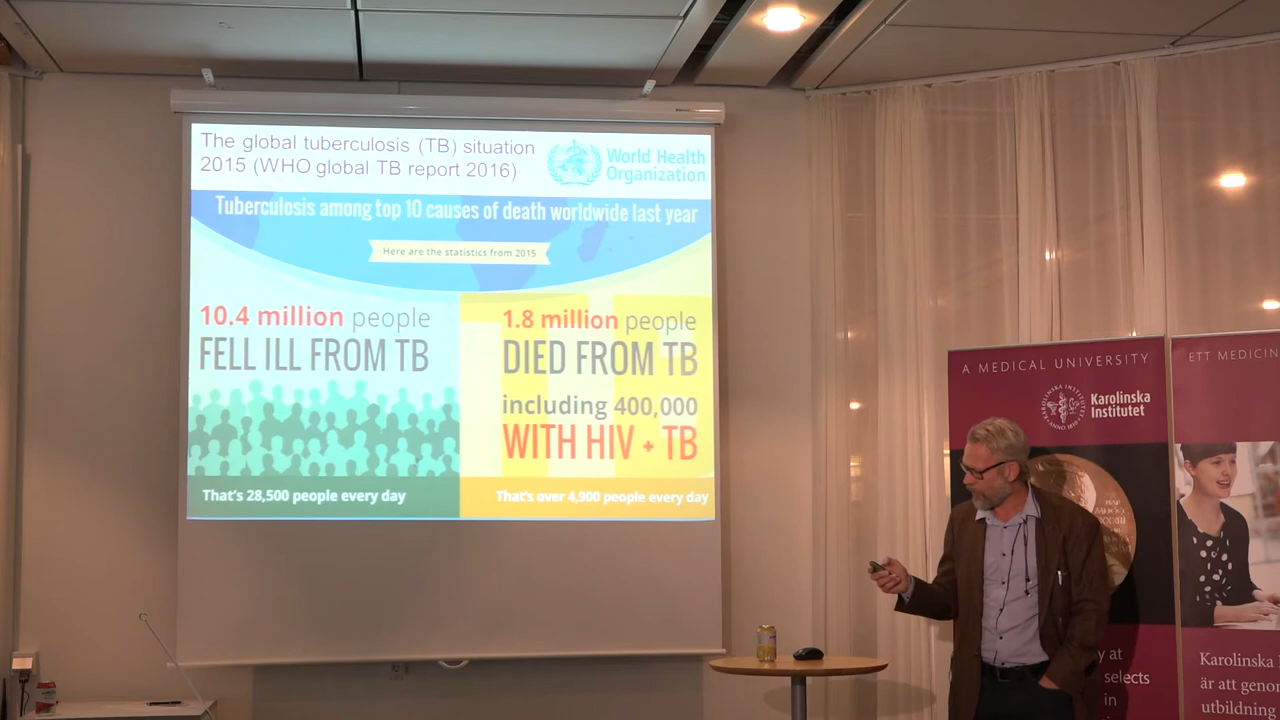 The global tuberculosis (TB) situation
2015 (WHO global TB report 2016)
World Health
Organization
Tuberculosis among top 10 causes of death worldwide last year
Here are the statistics from 2015
10.4 million people
FELL ILL FROM TB
That's 28,500 people every day
1.8 million people
DIED FROM TB
including 400,000
WITH HIV + TB
That's over 4,900 people every day
A MEDICAL UNIVERSITY
KAROLINSKA INSTITUTET
ANNO 1810
Karolinska
Institutet
y at
selects
in
ETT MEDICIN
Karolinska
är att genom
utbildning